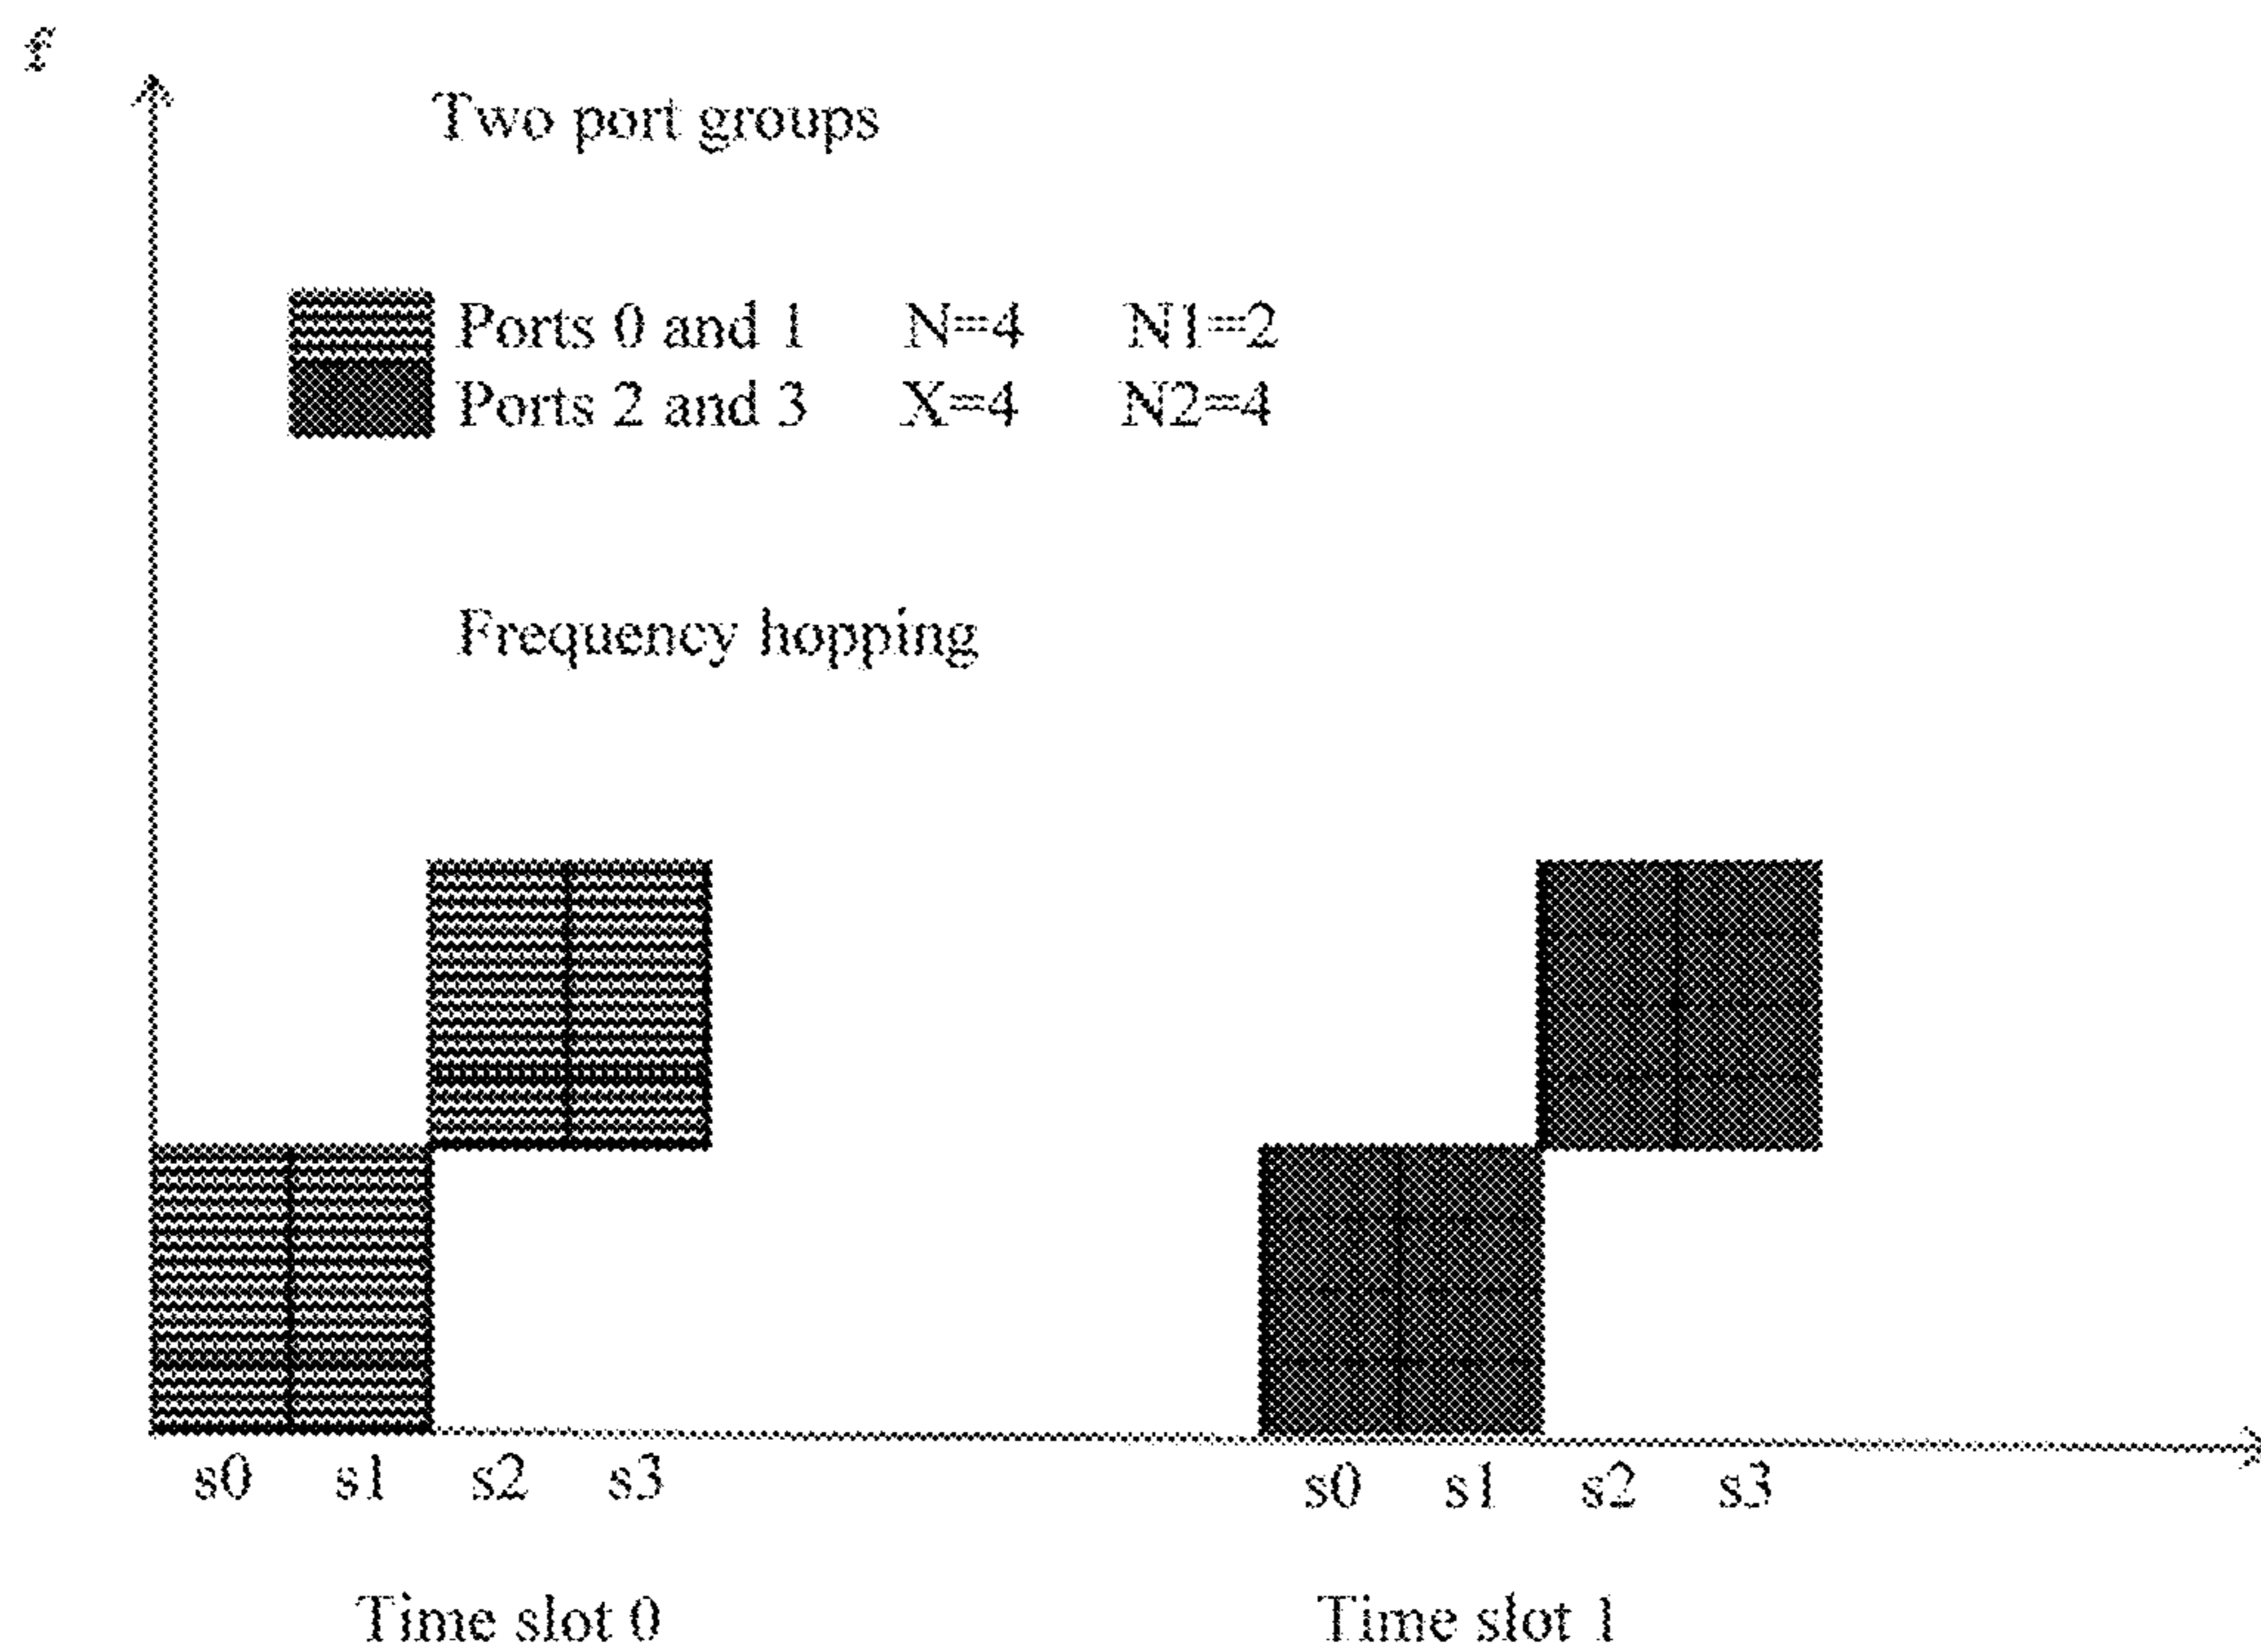 f
Two port groups
Ports 0 and 1 N=4 N1=2
Ports 2 and 3 X=4 N2=4
Frequency hopping
s0 s1 s2 s3 s0 s1 s2 s3
Time slot 0 Time slot 1